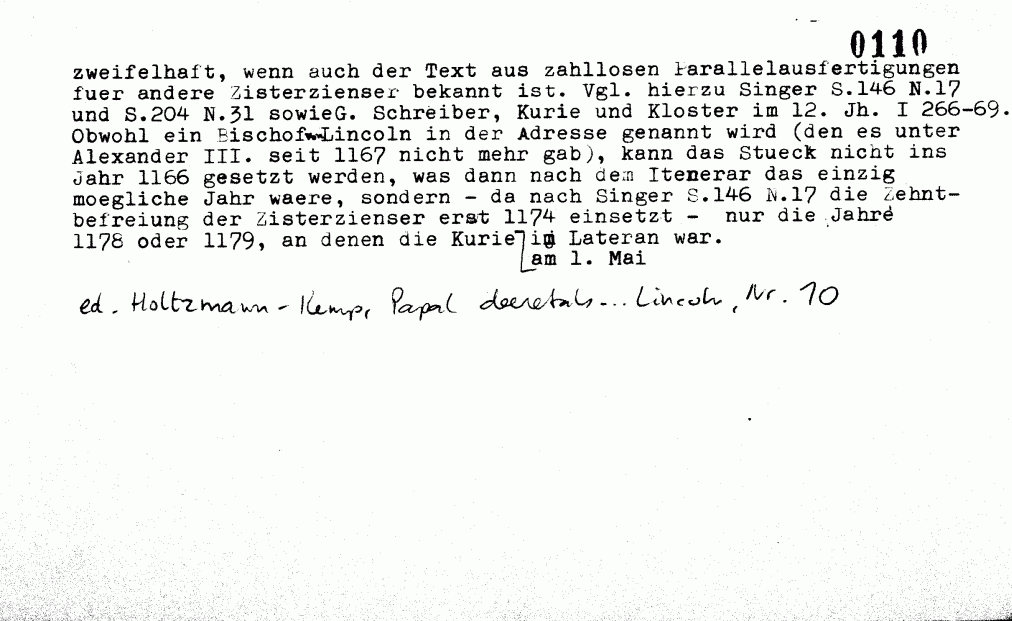 0110
zweifelhaft, wenn auch der Text aus zahllosen Parallelausfertigungen
fuer andere Zisterzienser bekannt ist. Vgl. hierzu Singer S.146 N.17
und S.204 N.31 sowieG. Schreiber, Kurie und Kloster im 12. Jh. I 266-69.
Obwohl ein Bischof Lincoln in der Adresse genannt wird (den es unter
Alexander III. seit 1167 nicht mehr gab), kann das Stueck nicht ins
Jahr 1166 gesetzt werden, was dann nach dem Itenerar das einzig
moegliche Jahr waere, sondern - da nach Singer S.146 N.17 die Zehnt-
befreiung der Zisterzienser erst 1174 einsetzt - nur die Jahre
1178 oder 1179, an denen die Kurie im Lateran war.
am 1. Mai
ed. Holtzmann - Kemp, Papal decretals... Lincoln, Nr. 10